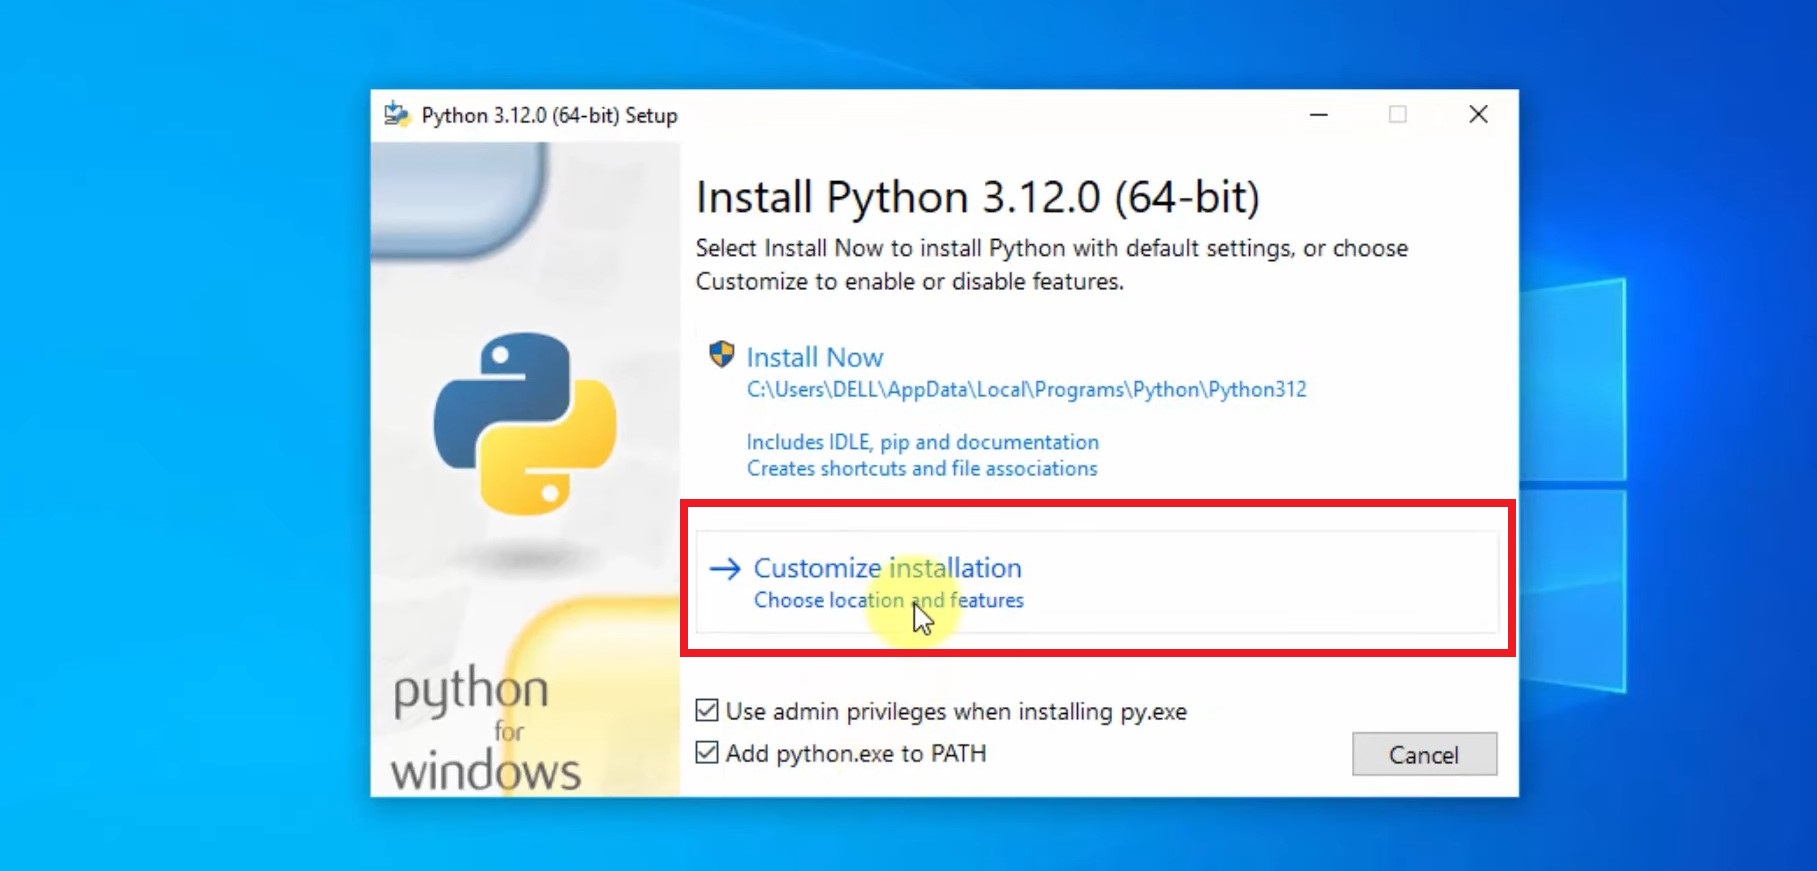 Python 3.12.0 (64-bit) Setup
Install Python 3.12.0 (64-bit)
Select Install Now to install Python with default settings, or choose
Customize to enable or disable features.
Install Now
C:\Users\DELL\AppData\Local\Programs\Python\Python312
Includes IDLE, pip and documentation
Creates shortcuts and file associations
Customize installation
Choose location and features
Use admin privileges when installing py.exe
Add python.exe to PATH
Cancel
python
for
windows